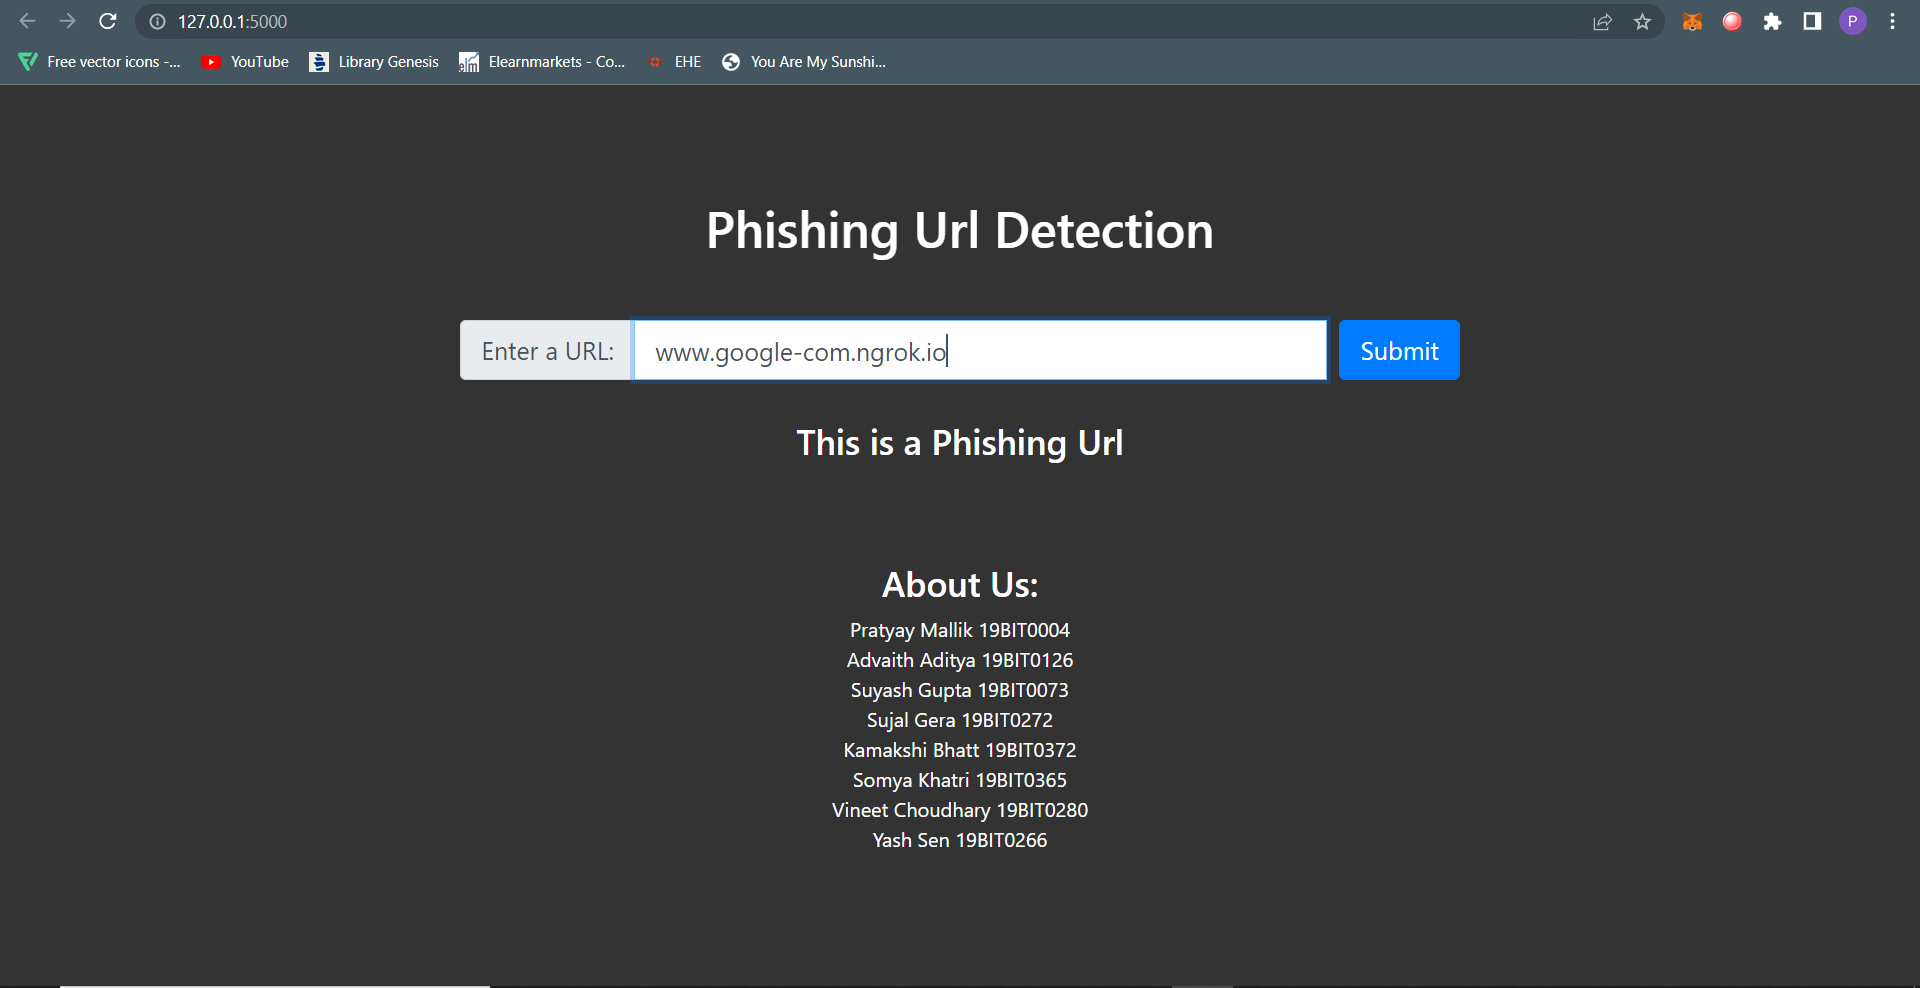 127.0.0.1:5000
P
Free vector icons -... YouTube Library Genesis elm Elearnmarkets - Co... EHE You Are My Sunshi...
Phishing Url Detection
Enter a URL: www.google-com.ngrok.io Submit
This is a Phishing Url
About Us:
Pratyay Mallik 19BIT0004
Advaith Aditya 19BIT0126
Suyash Gupta 19BIT0073
Sujal Gera 19BIT0272
Kamakshi Bhatt 19BIT0372
Somya Khatri 19BIT0365
Vineet Choudhary 19BIT0280
Yash Sen 19BIT0266